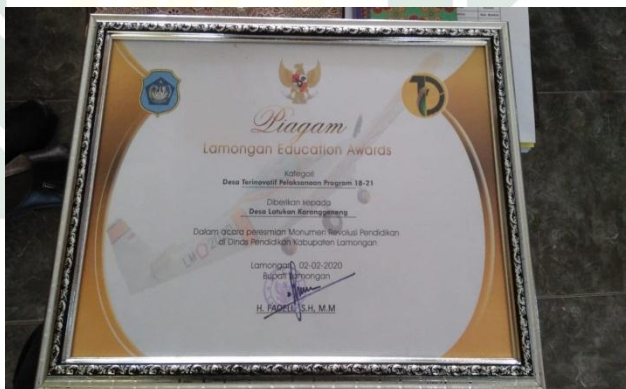 Piagam
Lamongan Education Awards
Kategori
Desa Terinovatif Pelaksanaan Program 18-21
Diberikan kepada
Desa Latukan Karanggeneng
Dalam acara peresmian Monumen Revolusi Pendidikan
di Dinas Pendidikan Kabupaten Lamongan
Lamongan, 02-02-2020
Bupati Lamongan
H. FADELI, S.H, M.M